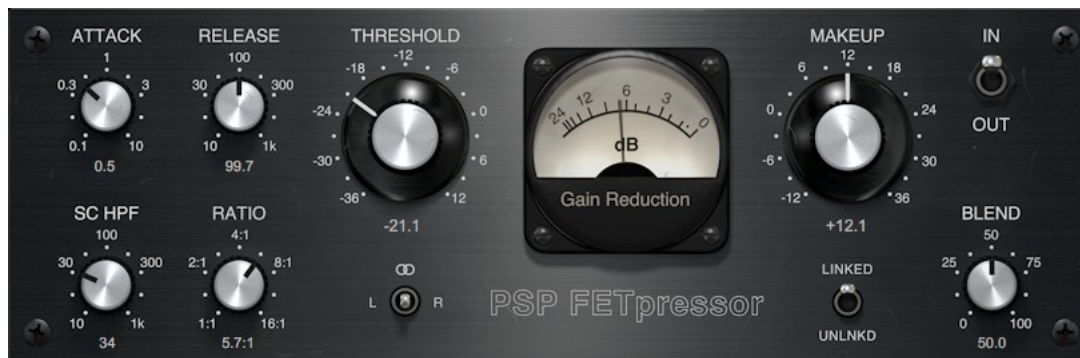 ATTACK RELEASE THRESHOLD MAKEUP IN
1 100 -12 12
0.3 3 30 300 -18 -6 6 18
-24 0 0 24
OUT
0.1 10 10 1k -30 6 -6 30
0.5 99.7 -36 12 -12 36
-21.1 +12.1
24 12 6 3 0
dB
Gain Reduction
SC HPF RATIO BLEND
100 4:1 50
30 300 2:1 8:1 LINKED 25 75
L R PSP FETpressor
10 1k 1:1 16:1 UNLNKD 0 100
34 5.7:1 50.0